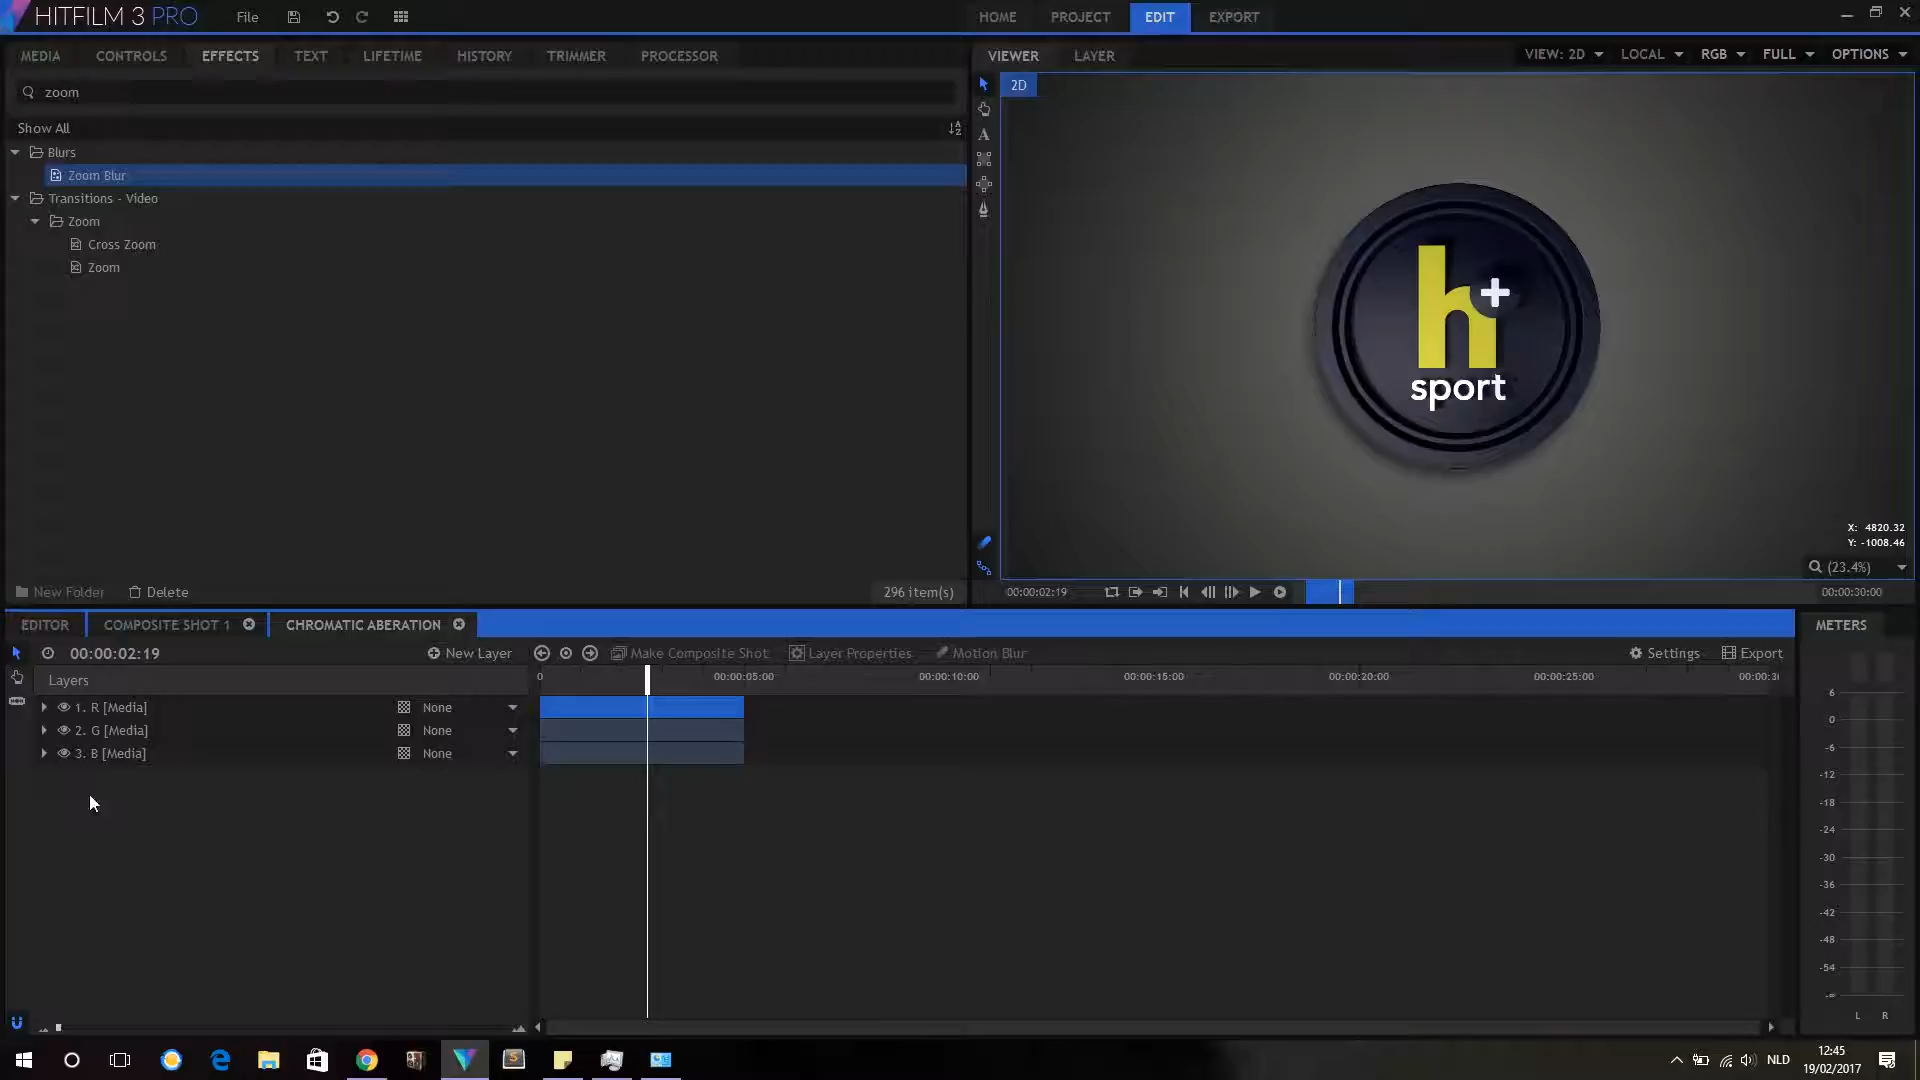 HITFILM 3 PRO File HOME PROJECT EDIT EXPORT
MEDIA CONTROLS EFFECTS TEXT LIFETIME HISTORY TRIMMER PROCESSOR
zoom
Show All
Blurs
Zoom Blur
Transitions - Video
Zoom
Cross Zoom
Zoom
New Folder Delete 296 item(s)
VIEWER LAYER VIEW: 2D LOCAL RGB FULL OPTIONS
2D
A
h+
sport
X: 4820.32
Y: -1008.46
(23.4%)
00:00:02:19 00:00:30:00
EDITOR COMPOSITE SHOT 1 CHROMATIC ABERATION
00:00:02:19 New Layer Make Composite Shot Layer Properties Motion Blur Settings Export
Layers
0 00:00:05:00 00:00:10:00 00:00:15:00 00:00:20:00 00:00:25:00 00:00:3
1. R [Media] None
2. G [Media] None
3. B [Media] None
METERS
6
0
-6
-12
-18
-24
-30
-36
-42
-48
-54
-∞
L R
NLD
12:45
19/02/2017